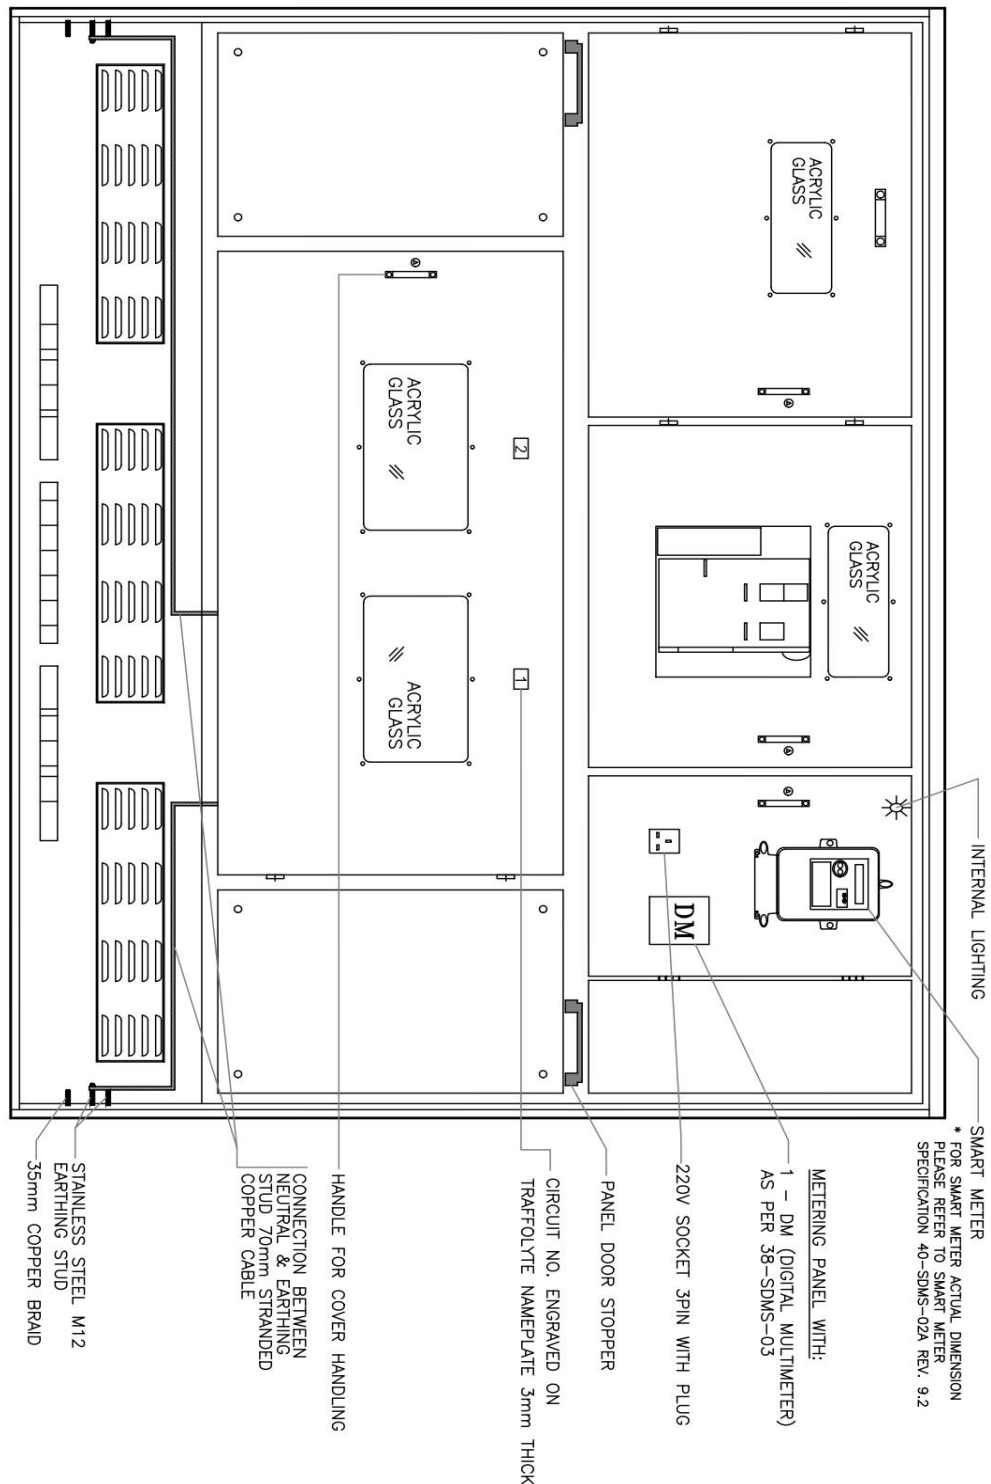 INTERNAL LIGHTING
SMART METER
* FOR SMART METER ACTUAL DIMENSION
PLEASE REFER TO SMART METER
SPECIFICATION 40-SDMS-02A REV. 9.2
METERING PANEL WITH:
1 - DM (DIGITAL MULTIMETER)
AS PER 38-SDMS-03
220V SOCKET 3PIN WITH PLUG
PANEL DOOR STOPPER
CIRCUIT NO. ENGRAVED ON
TRAFFOLYTE NAMEPLATE 3mm THICK
HANDLE FOR COVER HANDLING
CONNECTION BETWEEN
NEUTRAL & EARTHING
STUD 70mm STRANDED
COPPER CABLE
STAINLESS STEEL M12
EARTHING STUD
35mm COPPER BRAID
ACRYLIC
GLASS
ACRYLIC
GLASS
A
A
A
DM
A
ACRYLIC
GLASS
2
ACRYLIC
GLASS
1